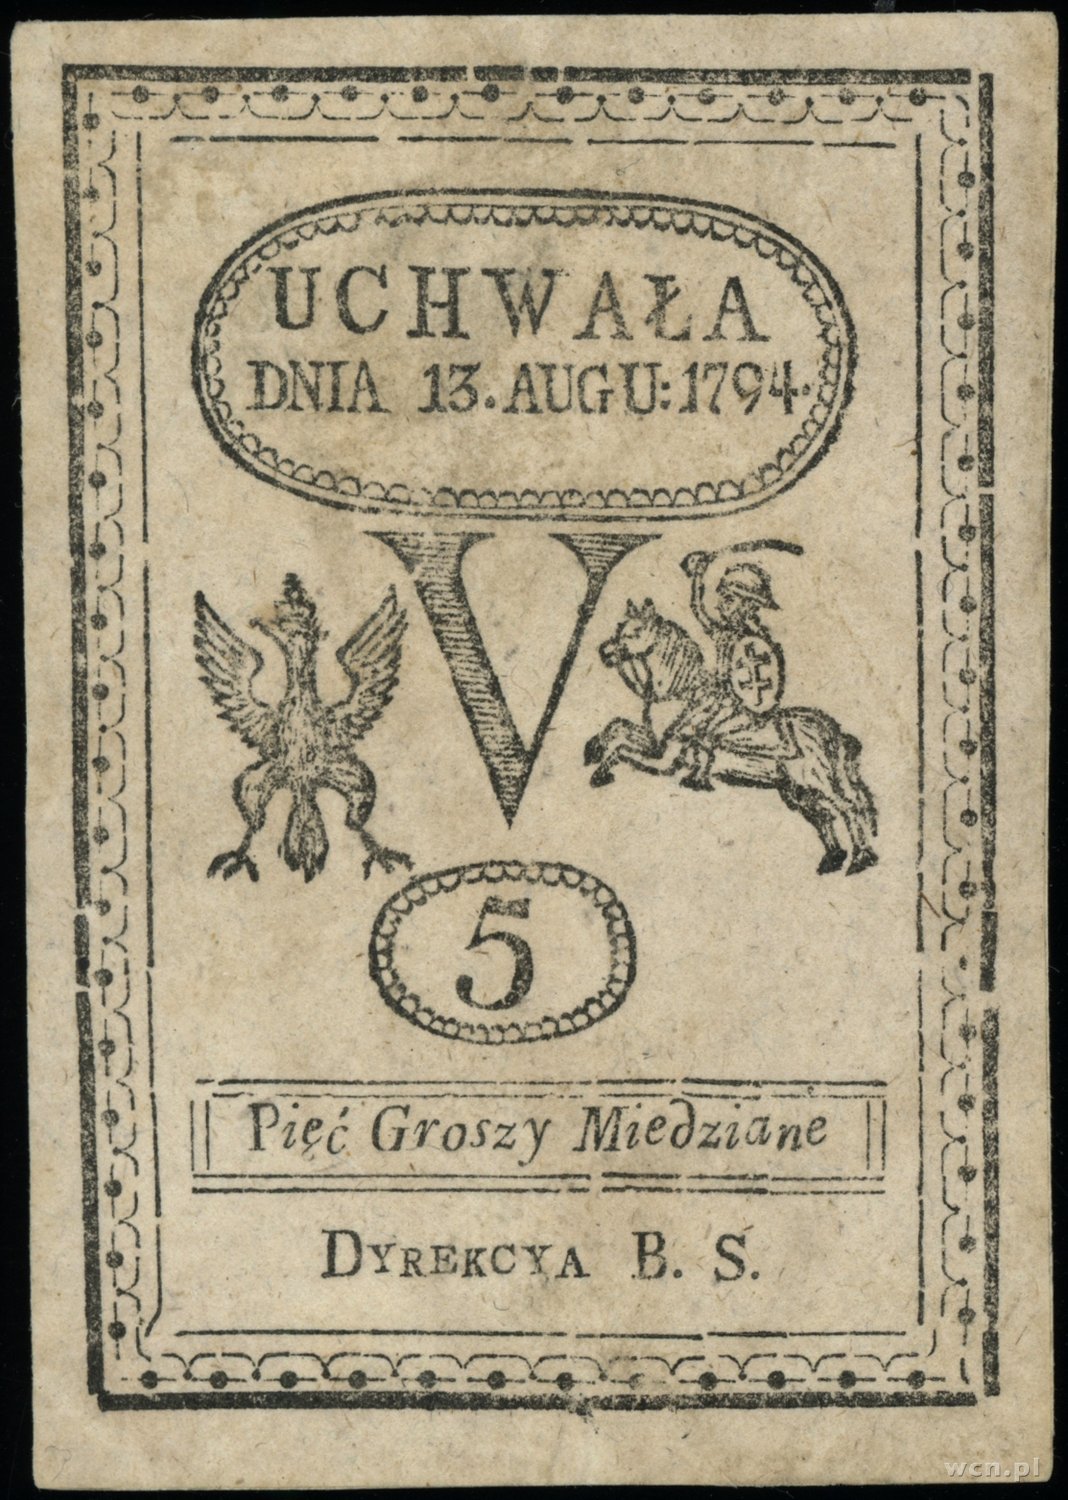 UCHWAŁA
DNIA 13. AUGU: 1794.
V
5
Pięć Groszy Miedziane
DYREKCYA B. S.
wcn.pl